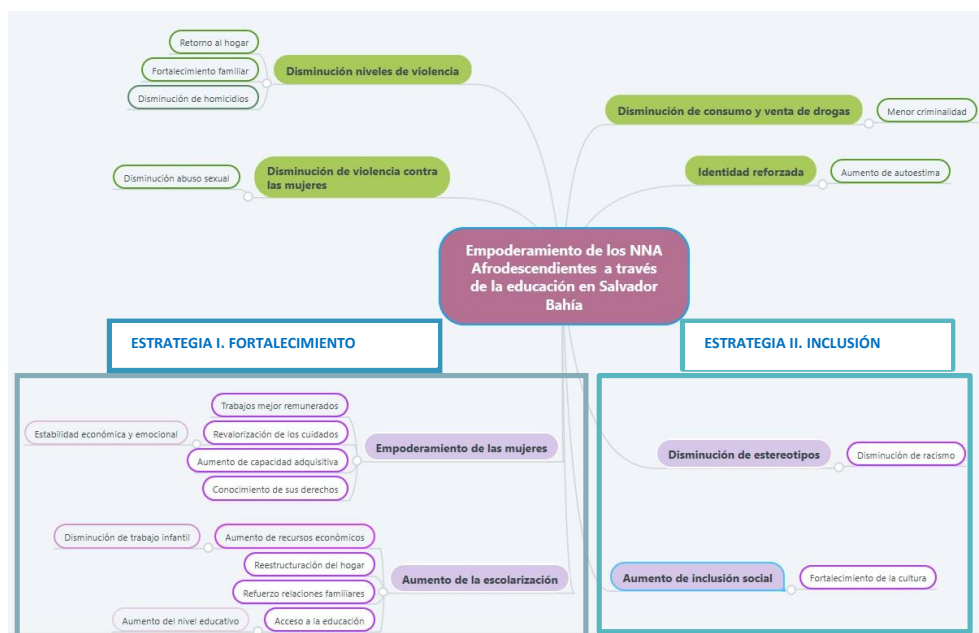 Retorno al hogar
Fortalecimiento familiar
Disminución de homicidios
Disminución niveles de violencia
Disminución de consumo y venta de drogas
Menor criminalidad
Disminución abuso sexual
Disminución de violencia contra
las mujeres
Identidad reforzada
Aumento de autoestima
Empoderamiento de los NNA
Afrodescendientes a través
de la educación en Salvador
Bahía
ESTRATEGIA I. FORTALECIMIENTO
ESTRATEGIA II. INCLUSIÓN
Trabajos mejor remunerados
Estabilidad económica y emocional
Revalorización de los cuidados
Aumento de capacidad adquisitiva
Conocimiento de sus derechos
Empoderamiento de las mujeres
Disminución de estereotipos
Disminución de racismo
Disminución de trabajo infantil
Aumento de recursos económicos
Reestructuración del hogar
Refuerzo relaciones familiares
Aumento del nivel educativo
Acceso a la educación
Aumento de la escolarización
Aumento de inclusión social
Fortalecimiento de la cultura